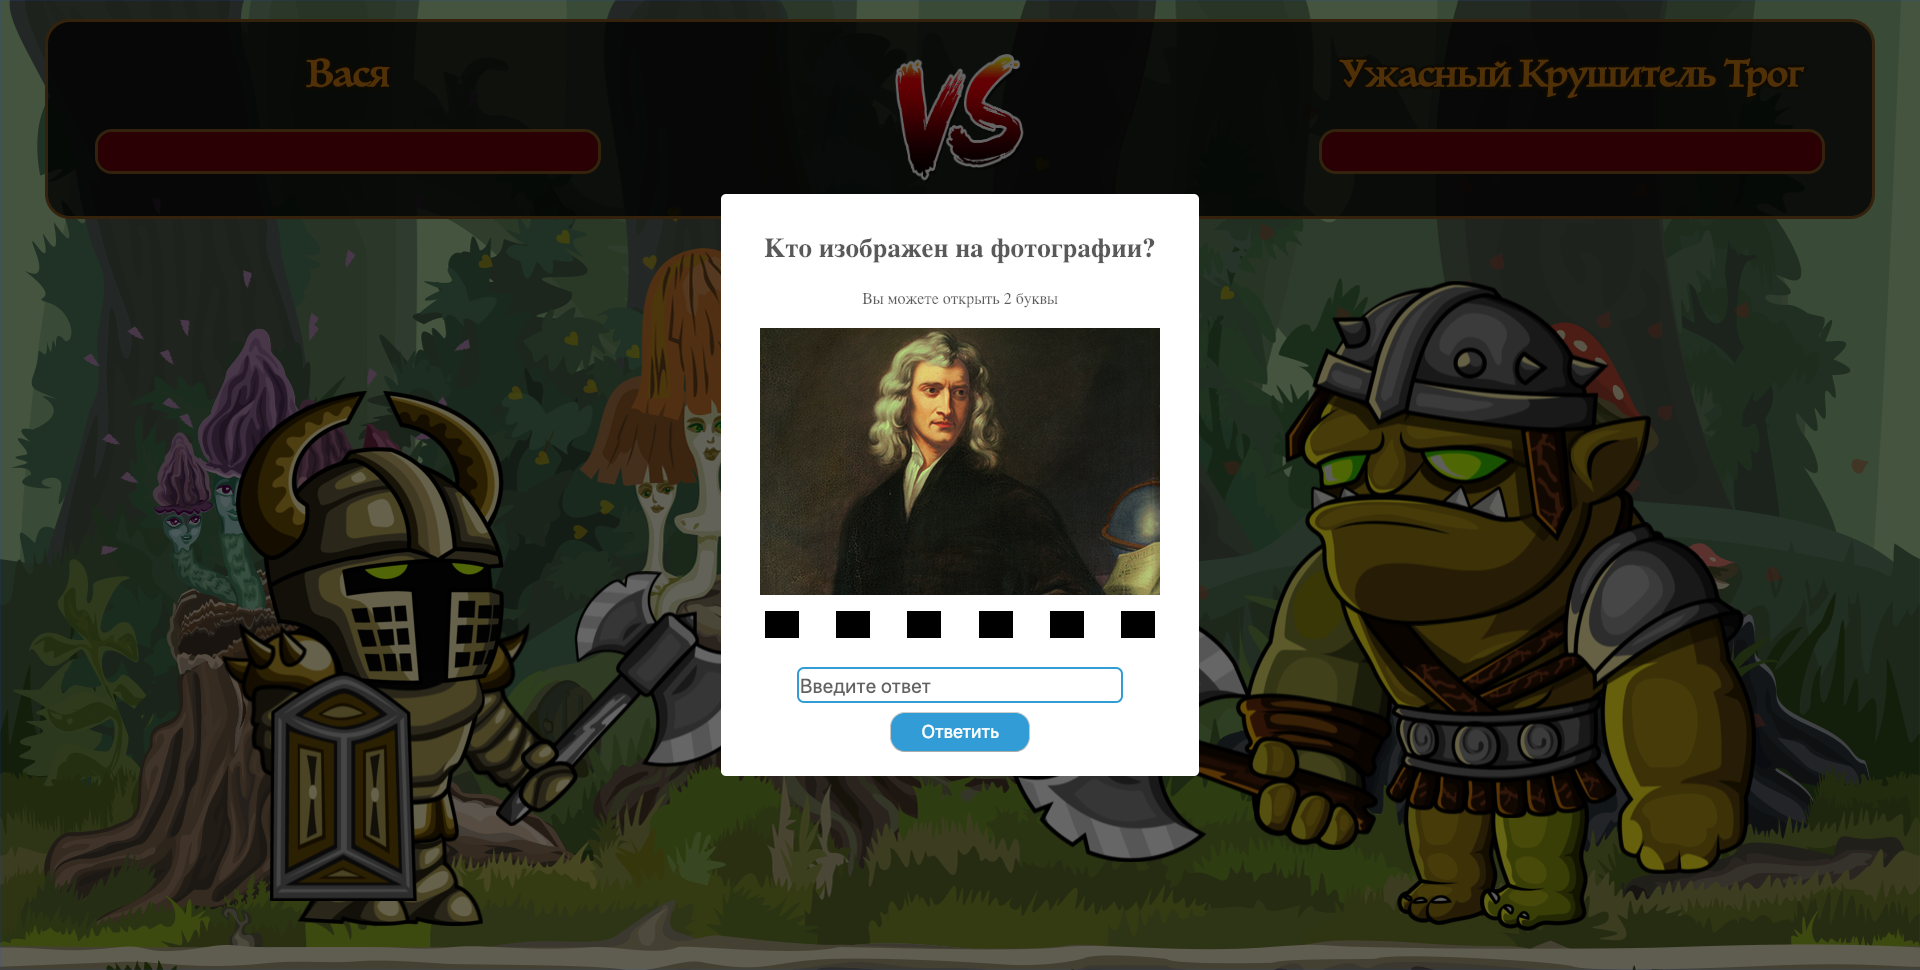 Вася
VS
Ужасный Крушитель Трог
Кто изображен на фотографии?
Вы можете открыть 2 буквы
Введите ответ
Ответить